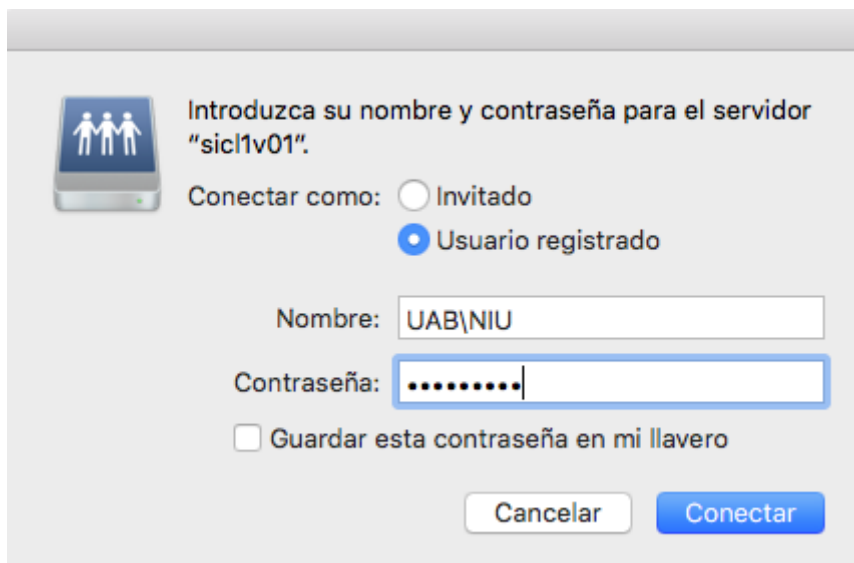 Introduzca su nombre y contraseña para el servidor
“sicl1v01”.
Conectar como:
Invitado
Usuario registrado
Nombre: UAB\NIU
Contraseña: •••••••••
Guardar esta contraseña en mi llavero
Cancelar
Conectar